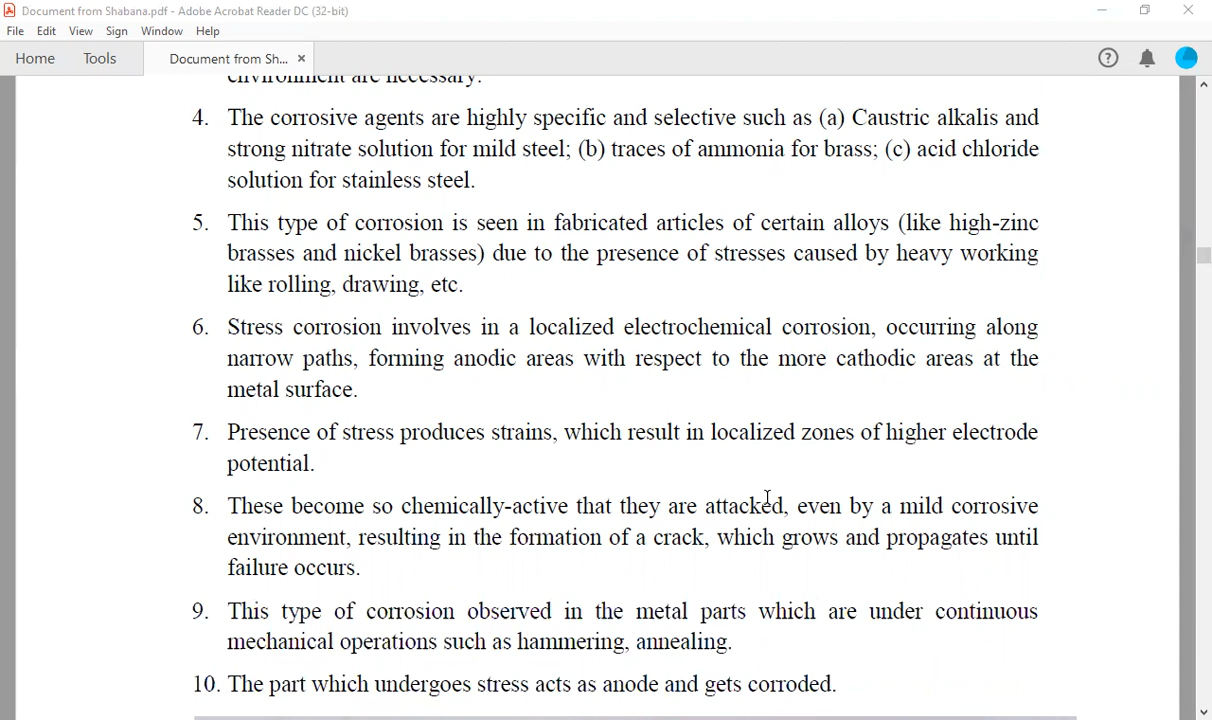 Document from Shabana.pdf - Adobe Acrobat Reader DC (32-bit)
File Edit View Sign Window Help
Home Tools Document from Sh... ×
environment are necessary.
4. The corrosive agents are highly specific and selective such as (a) Caustric alkalis and
strong nitrate solution for mild steel; (b) traces of ammonia for brass; (c) acid chloride
solution for stainless steel.
5. This type of corrosion is seen in fabricated articles of certain alloys (like high-zinc
brasses and nickel brasses) due to the presence of stresses caused by heavy working
like rolling, drawing, etc.
6. Stress corrosion involves in a localized electrochemical corrosion, occurring along
narrow paths, forming anodic areas with respect to the more cathodic areas at the
metal surface.
7. Presence of stress produces strains, which result in localized zones of higher electrode
potential.
8. These become so chemically-active that they are attacked, even by a mild corrosive
environment, resulting in the formation of a crack, which grows and propagates until
failure occurs.
9. This type of corrosion observed in the metal parts which are under continuous
mechanical operations such as hammering, annealing.
10. The part which undergoes stress acts as anode and gets corroded.